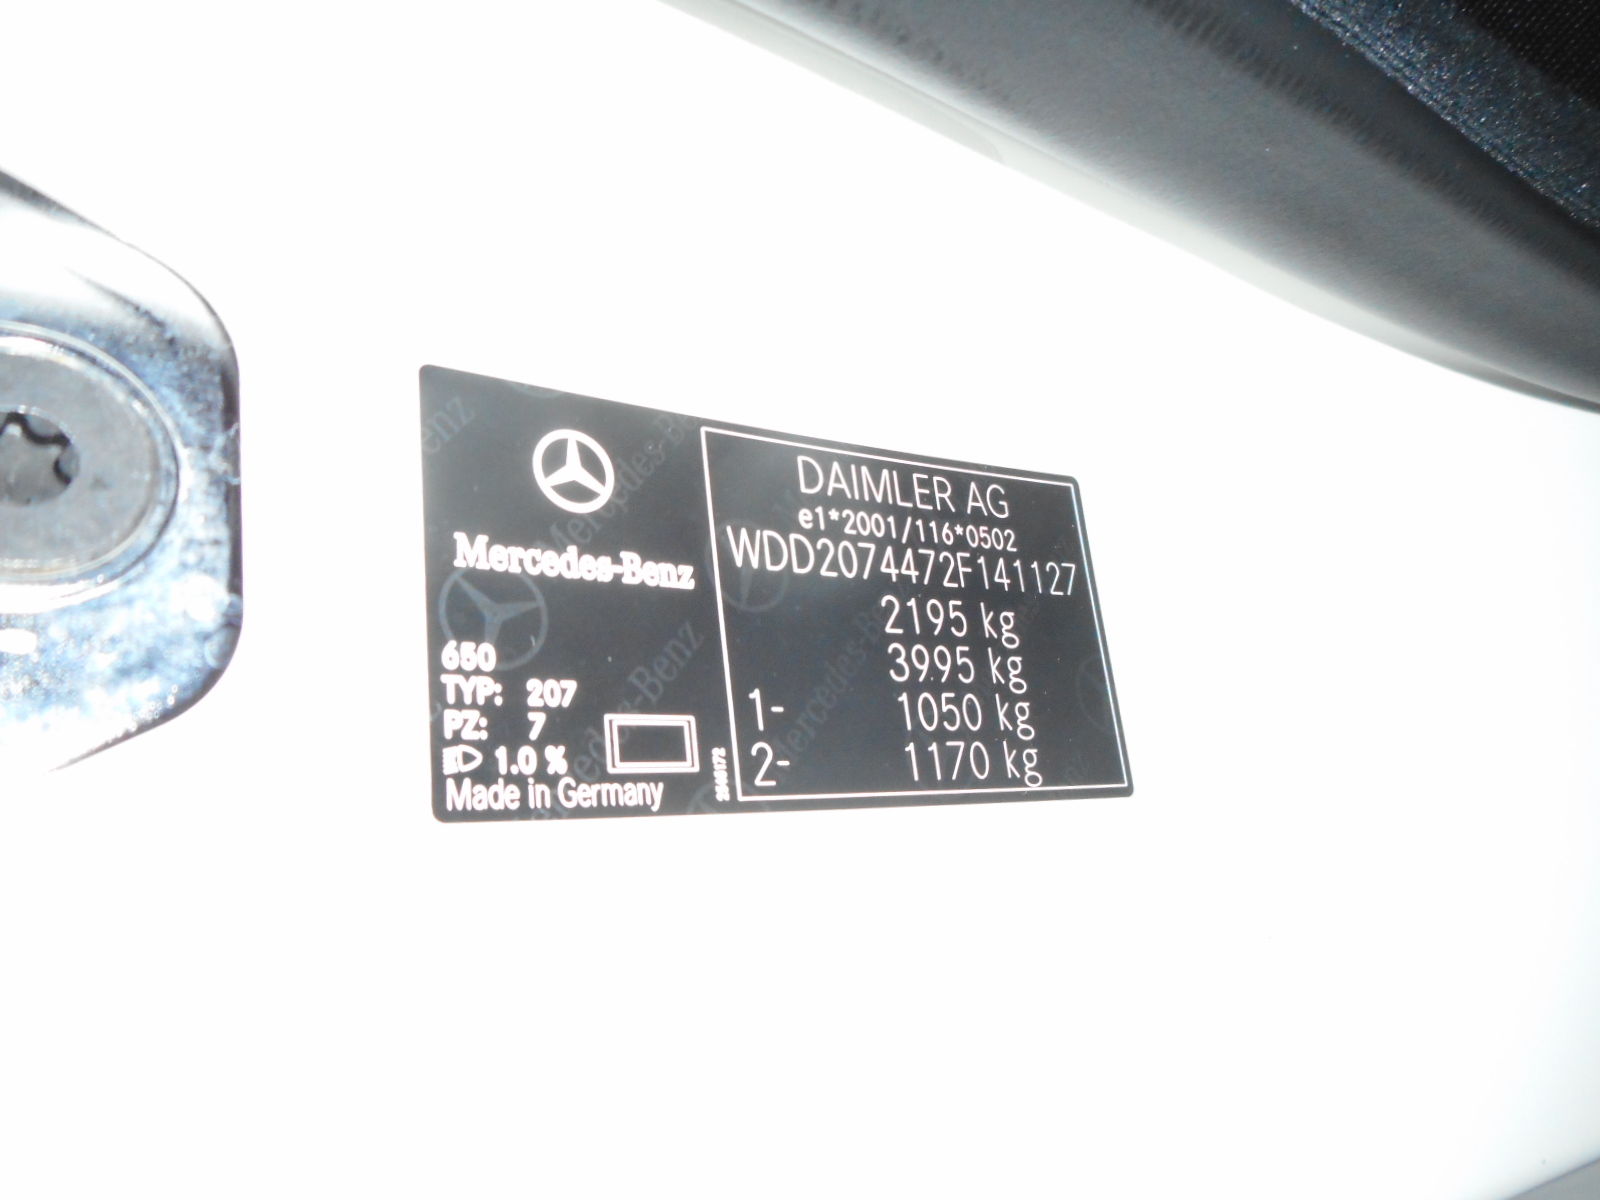 Mercedes-Benz
650
TYP: 207
PZ: 7
1.0 %
Made in Germany
DAIMLER AG
e1*2001/116*0502
WDD2074472F141127
2195 kg
3995 kg
1- 1050 kg
2- 1170 kg